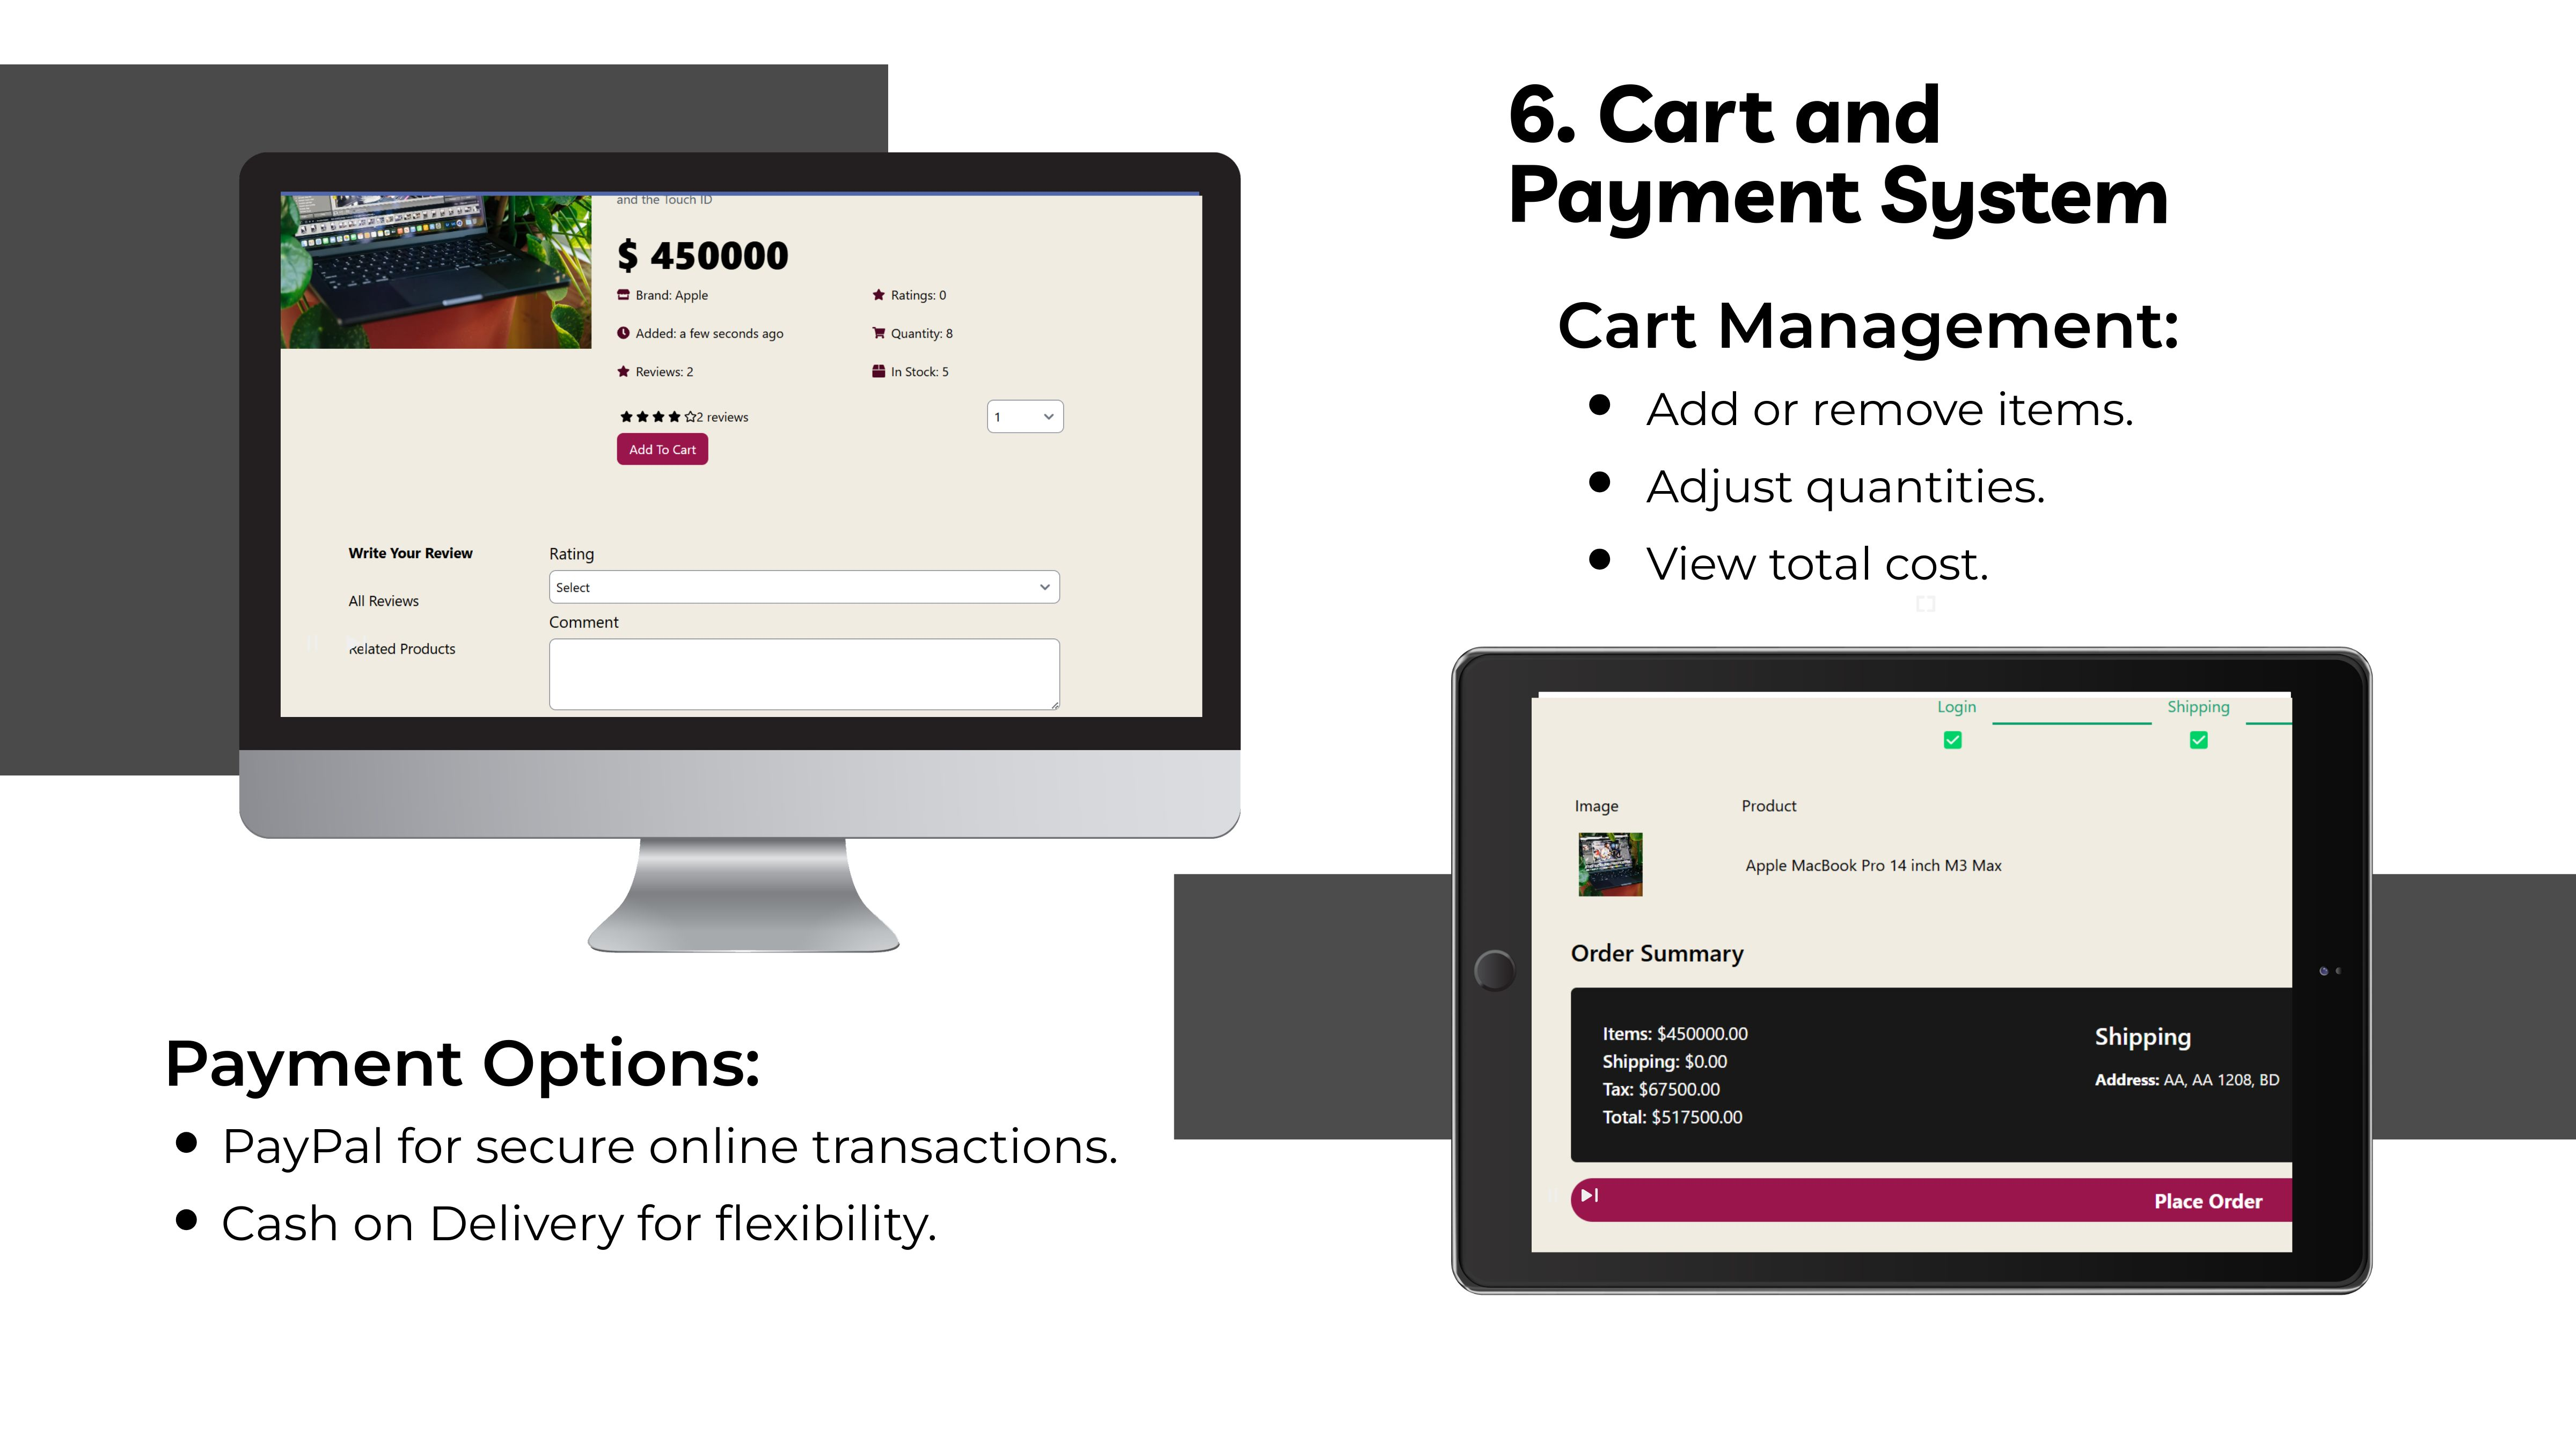 6. Cart and
Payment System
Cart Management:
Add or remove items.
Adjust quantities.
View total cost.
and the Touch ID
$ 450000
Brand: Apple
Ratings: 0
Added: a few seconds ago
Quantity: 8
Reviews: 2
In Stock: 5
2 reviews
1
Add To Cart
Write Your Review
All Reviews
Related Products
Rating
Select
Comment
Payment Options:
PayPal for secure online transactions.
Cash on Delivery for flexibility.
Login
Shipping
Image
Product
Apple MacBook Pro 14 inch M3 Max
Order Summary
Items: $450000.00
Shipping: $0.00
Tax: $67500.00
Total: $517500.00
Shipping
Address: AA, AA 1208, BD
Place Order